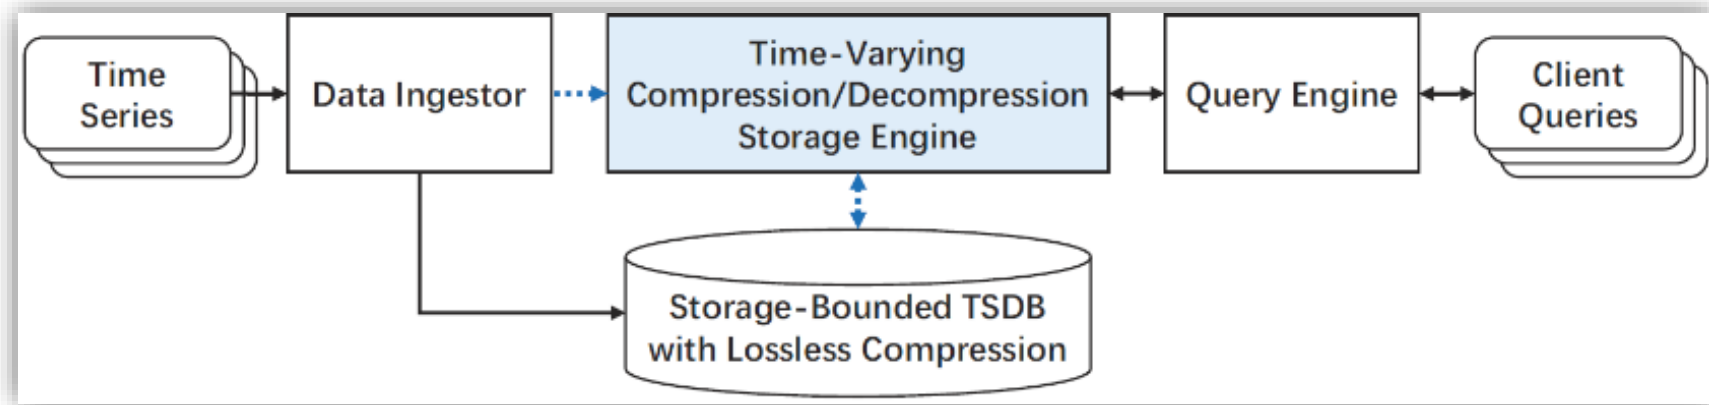 Time
Series
Data Ingestor
Time-Varying
Compression/Decompression
Storage Engine
Query Engine
Client
Queries
Storage-Bounded TSDB
with Lossless Compression